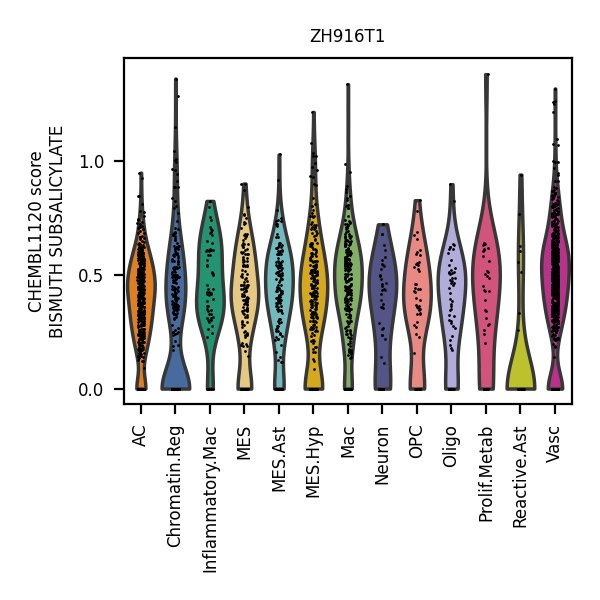 ZH916T1
CHEMBL1120 score
BISMUTH SUBSALICYLATE
1.0
0.5
0.0
AC
Chromatin.Reg
Inflammatory.Mac
MES
MES.Ast
MES.Hyp
Mac
Neuron
OPC
Oligo
Prolif.Metab
Reactive.Ast
Vasc